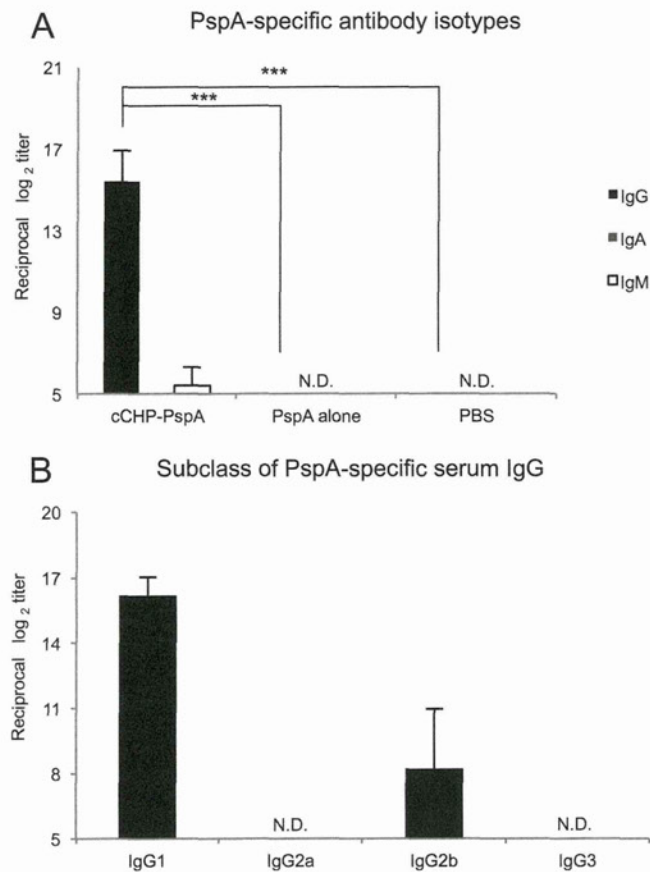 A
PspA-specific antibody isotypes
Reciprocal log 2 titer
21
17
13
9
5
***
***
N.D.
N.D.
cCHP-PspA
PspA alone
PBS
IgG
IgA
IgM
B
Subclass of PspA-specific serum IgG
Reciprocal log 2 titer
20
17
14
11
8
5
N.D.
N.D.
IgG1
IgG2a
IgG2b
IgG3